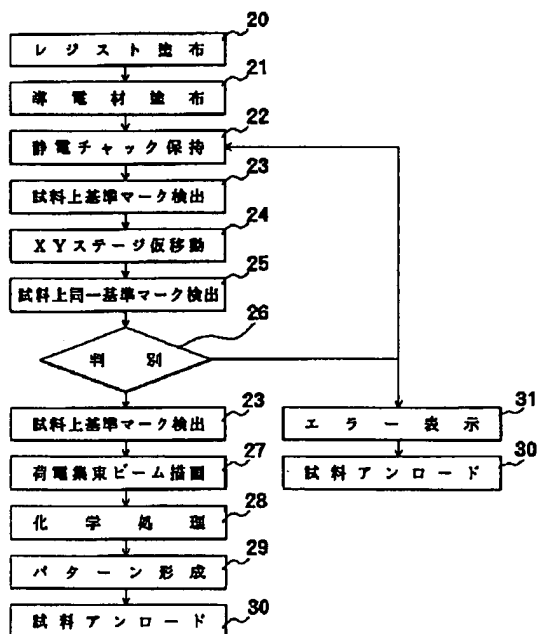 20
レジスト塗布
21
導電材塗布
22
静電チャック保持
23
試料上基準マーク検出
24
XYステージ仮移動
25
試料上同一基準マーク検出
26
判別
23
試料上基準マーク検出
27
荷電集束ビーム描画
28
化学処理
29
パターン形成
30
試料アンロード
31
エラー表示
30
試料アンロード